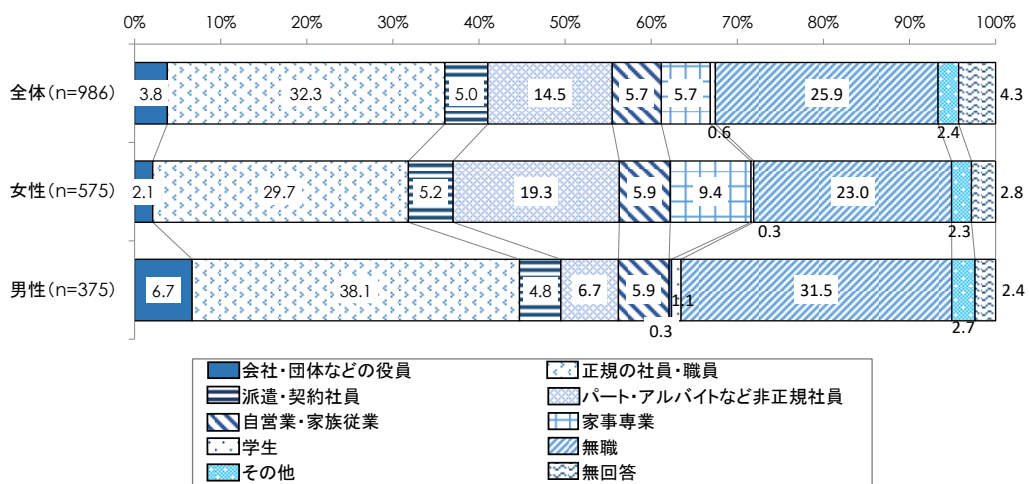 0% 10% 20% 30% 40% 50% 60% 70% 80% 90% 100%
全体(n=986) 3.8 32.3 5.0 14.5 5.7 5.7 0.6 25.9 2.4 4.3
女性(n=575) 2.1 29.7 5.2 19.3 5.9 9.4 0.3 23.0 2.3 2.8
男性(n=375) 6.7 38.1 4.8 6.7 5.9 0.3 1.1 31.5 2.7 2.4
会社・団体などの役員 正規の社員・職員
派遣・契約社員 パート・アルバイトなど非正規社員
自営業・家族従業 家事専業
学生 無職
その他 無回答